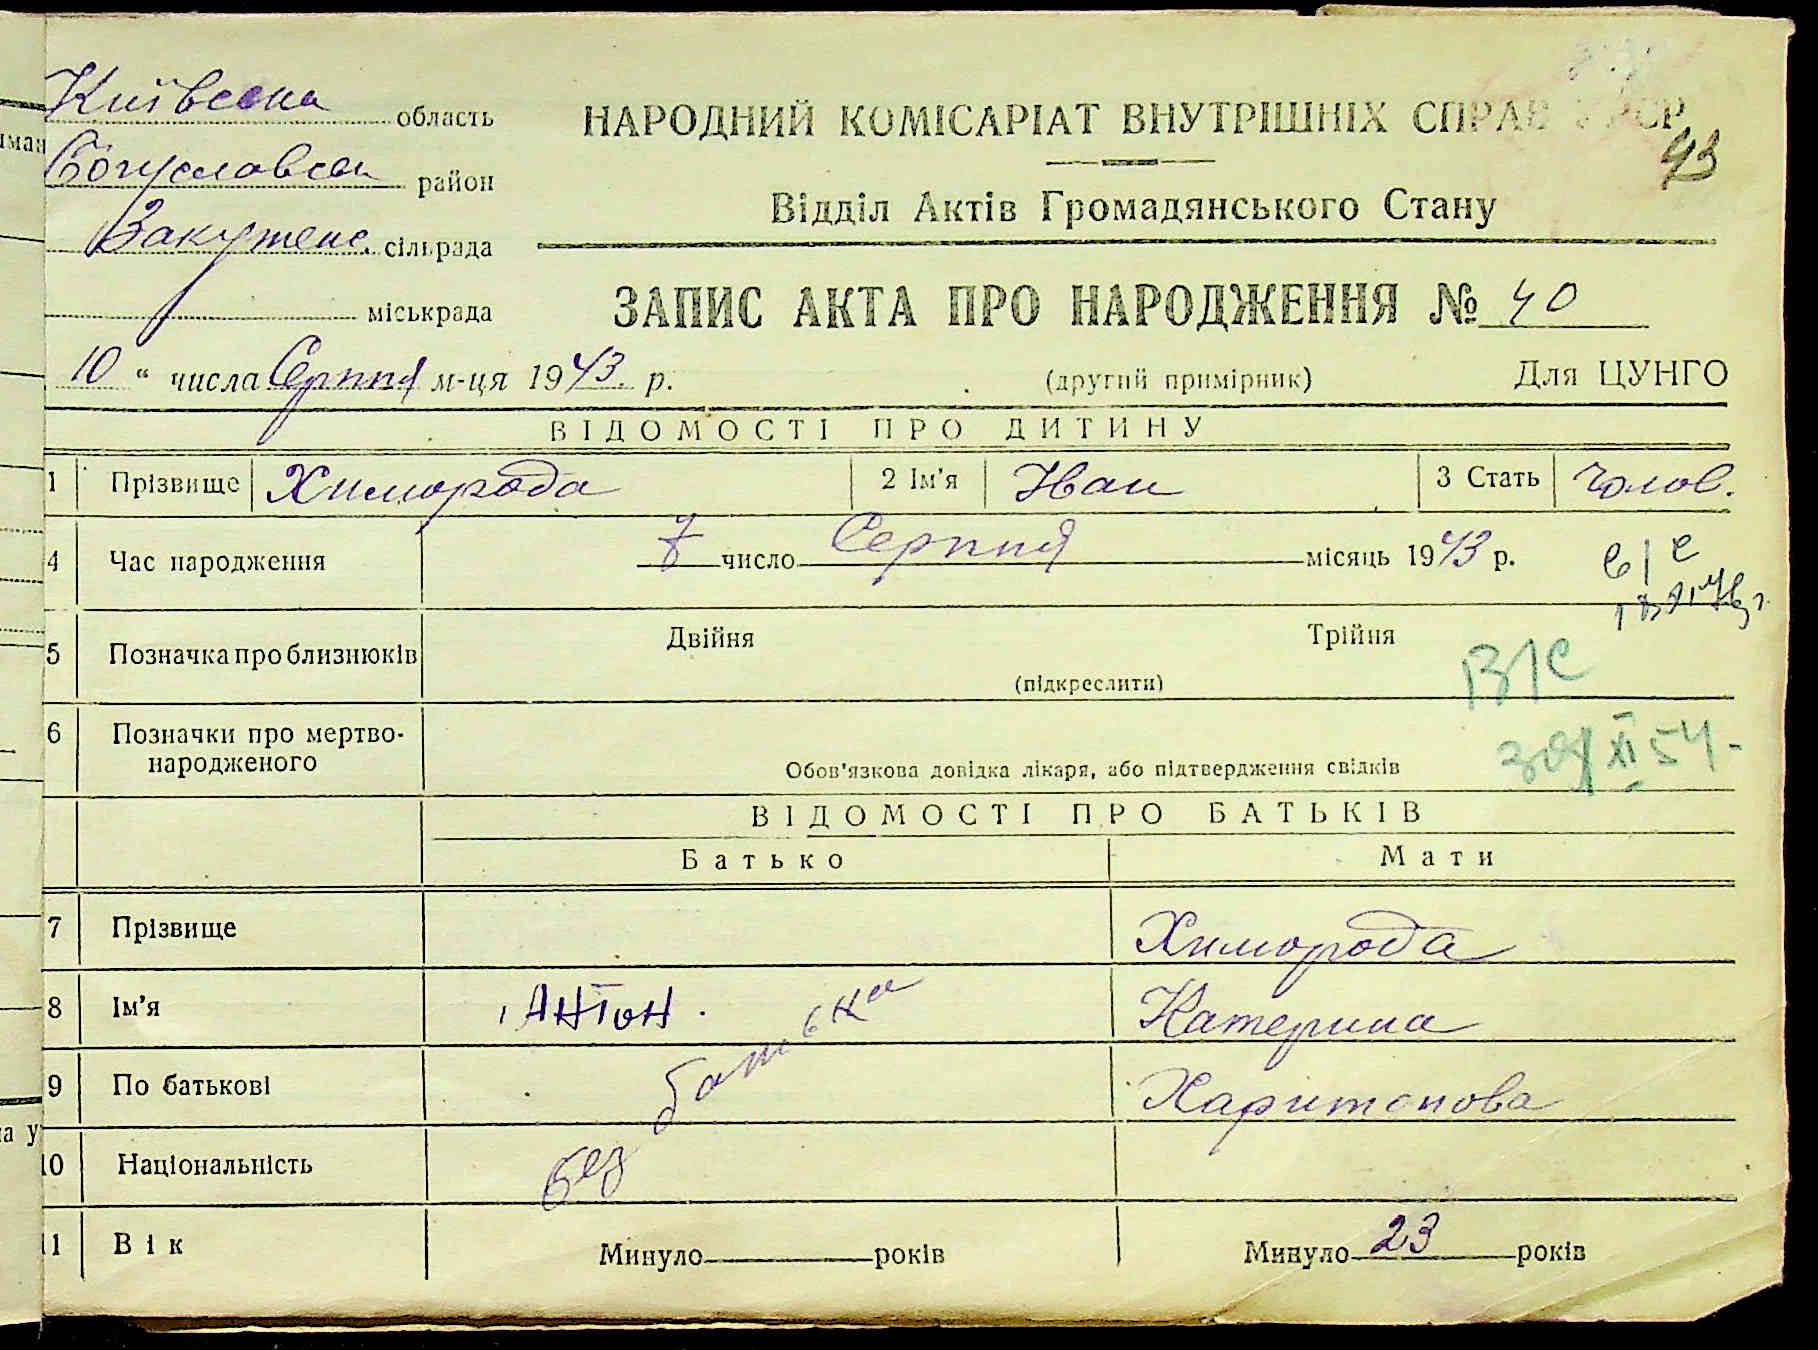 Київська область
Богуславськ район
Закутенс. сільрада
міськрада
НАРОДНИЙ КОМІСАРІАТ ВНУТРІШНІХ СПРАВ УРСР
43
Відділ Актів Громадянського Стану
ЗАПИС АКТА ПРО НАРОДЖЕННЯ № 40
10 " числа Серпня м-ця 1943. р.
(другий примірник)
Для ЦУНГО
ВІДОМОСТІ ПРО ДИТИНУ
1 Прізвище Химорода 2 Ім'я Іван 3 Стать Чолов.
4 Час народження 7 число Серпня місяць 1943 р.
в/с
5 Позначка про близнюків Двійня Трійня
(підкреслити)
В/С
6 Позначки про мертво-
народженого
Обов'язкова довідка лікаря, або підтвердження свідків
30/XI 54-
ВІДОМОСТІ ПРО БАТЬКІВ
Батько Мати
7 Прізвище Химорода
8 Ім'я Антон. Катерина
9 По батькові Харитонова
без батька
10 Національність
11 Вік Минуло років Минуло 23 років